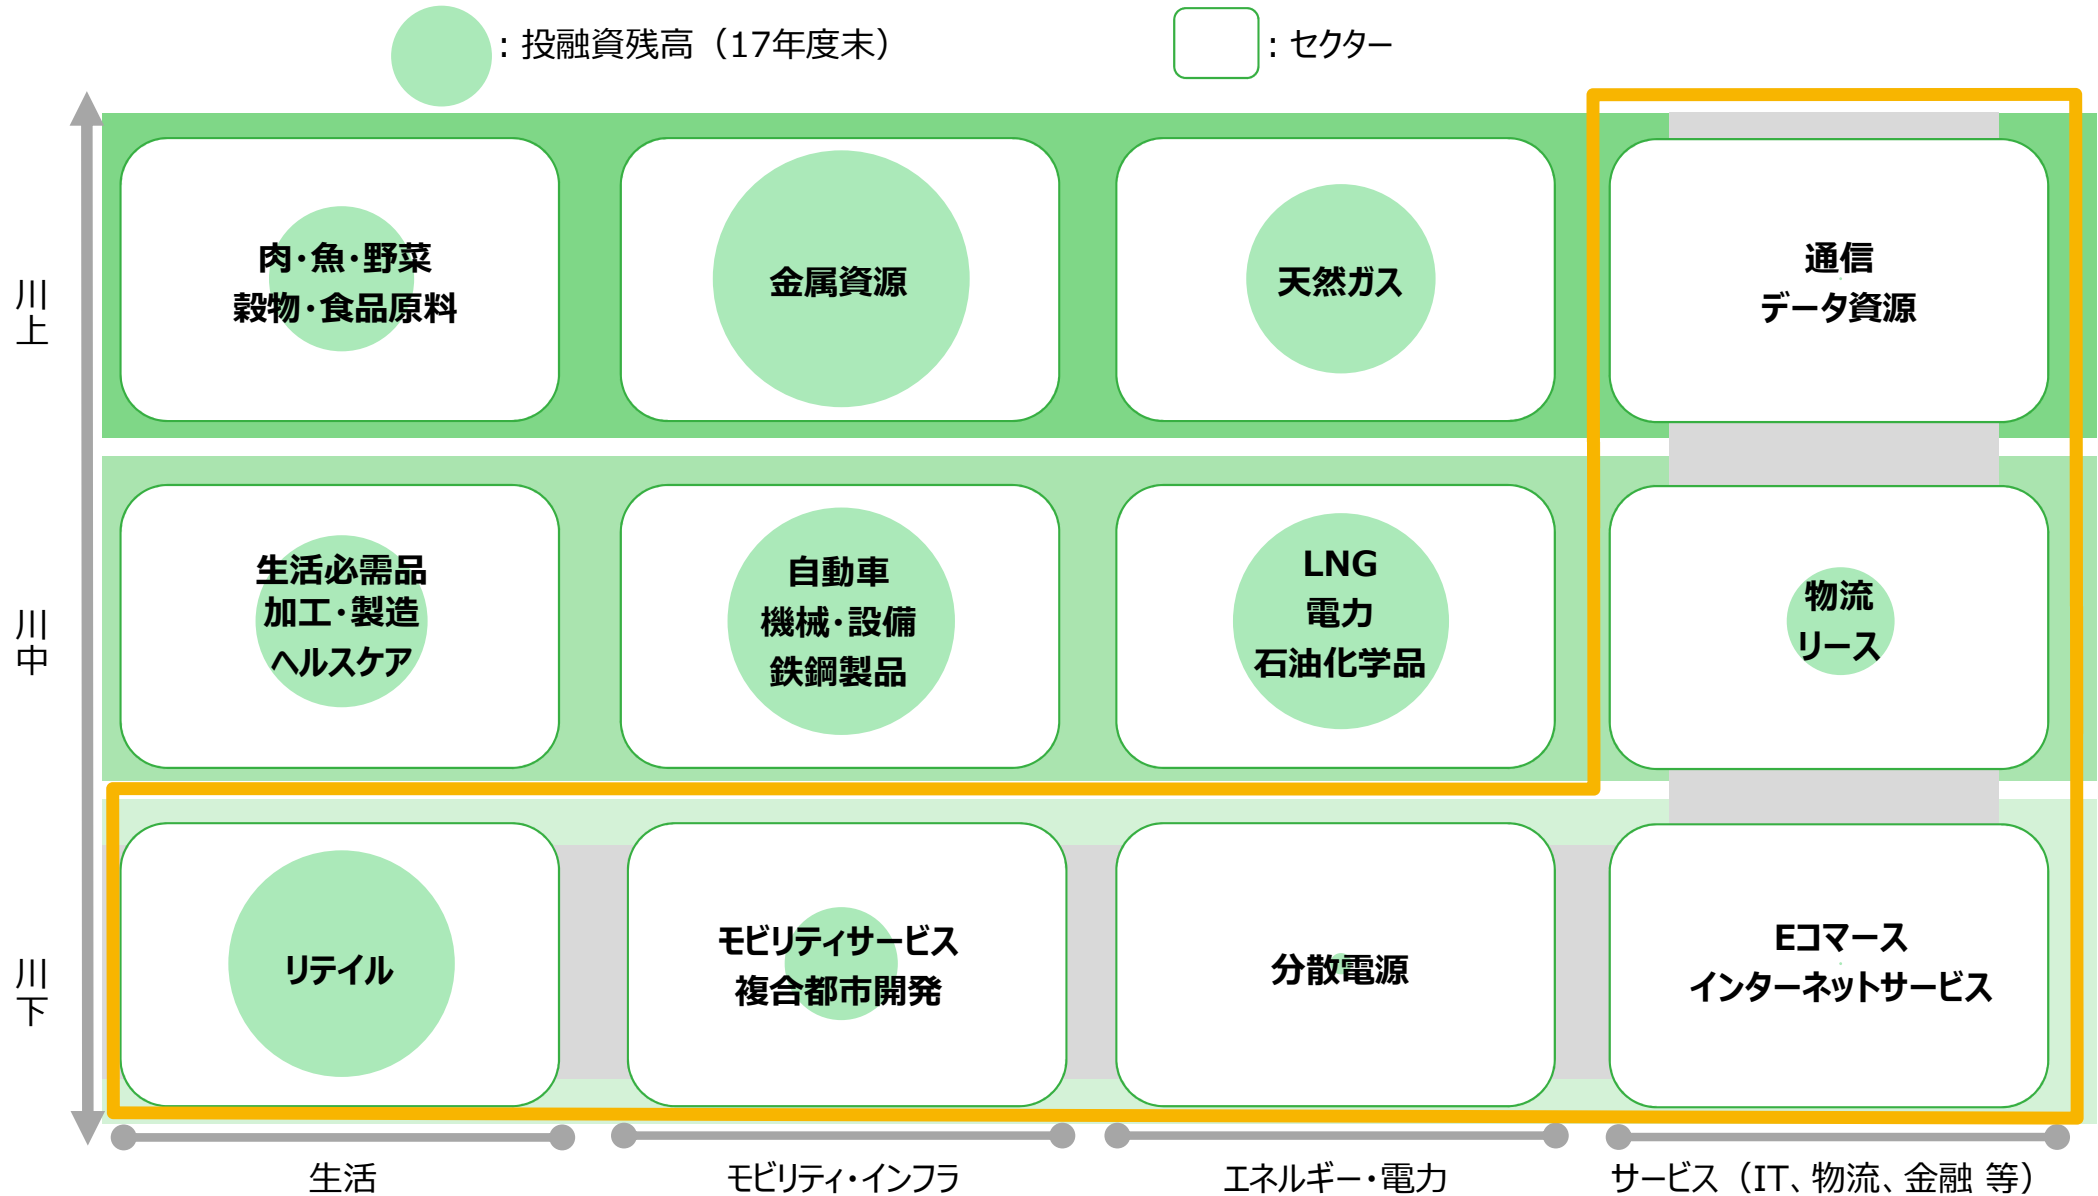 : 投融資残高（17年度末）
: セクター
川上
肉・魚・野菜
穀物・食品原料
金属資源
天然ガス
通信
データ資源
川中
生活必需品
加工・製造
ヘルスケア
自動車
機械・設備
鉄鋼製品
LNG
電力
石油化学品
物流
リース
川下
リテイル
モビリティサービス
複合都市開発
分散電源
Eコマース
インターネットサービス
生活
モビリティ・インフラ
エネルギー・電力
サービス（IT、物流、金融 等）